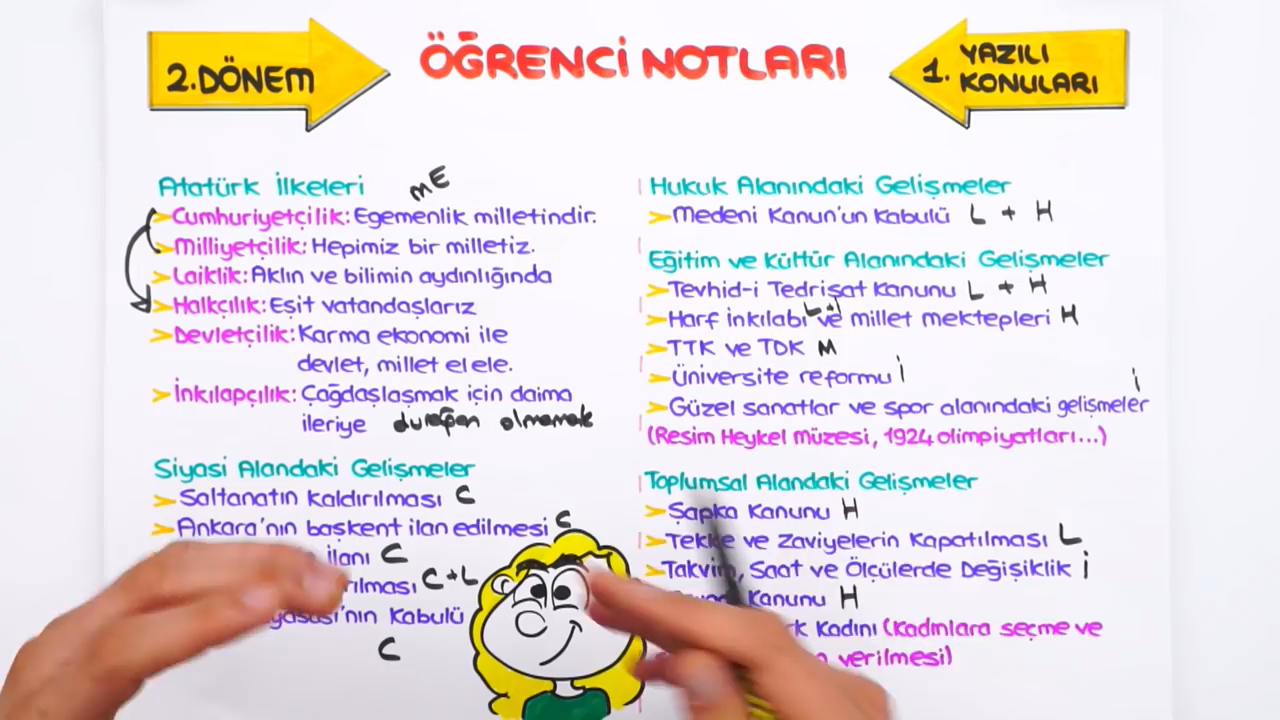 2.DÖNEM
ÖĞRENCİ NOTLARI
1. YAZILI
KONULARI
Atatürk İlkeleri
ME
Cumhuriyetçilik: Egemenlik milletindir.
Milliyetçilik: Hepimiz bir milletiz.
Laiklik: Aklın ve bilimin aydınlığında
Halkçılık: Eşit vatandaşlarız
Devletçilik: Karma ekonomi ile
devlet, millet el ele.
İnkılapçılık: Çağdaşlaşmak için daima
ileriye durağan olmamak
Siyasi Alandaki Gelişmeler
Saltanatın Kaldırılması C
Ankara'nın başkent ilan edilmesi C
ilanı C
C+L
'nın Kabulü
C
Hukuk Alanındaki Gelişmeler
Medeni Kanun'un Kabulü L + H
Eğitim ve Kültür Alanındaki Gelişmeler
Tevhid-i Tedrisat Kanunu L + H
L+i
Harf İnkılabı ve millet mektepleri H
TTK ve TDK M
Üniversite reformu i
i
Güzel sanatlar ve spor alanındaki gelişmeler
(Resim Heykel müzesi, 1924 olimpiyatları...)
Toplumsal Alandaki Gelişmeler
Şapka Kanunu H
Tekke ve Zaviyelerin Kapatılması L
Takvim, Saat ve Ölçülerde Değişiklik i
Kanunu H
Kadını (Kadınlara seçme ve
verilmesi)